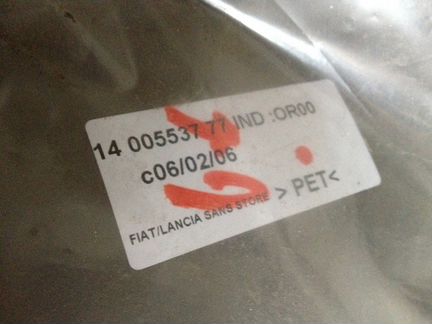 14 005537 77 IND :OR00
c06/02/06
FIAT/LANCIA SANS STORE > PET<